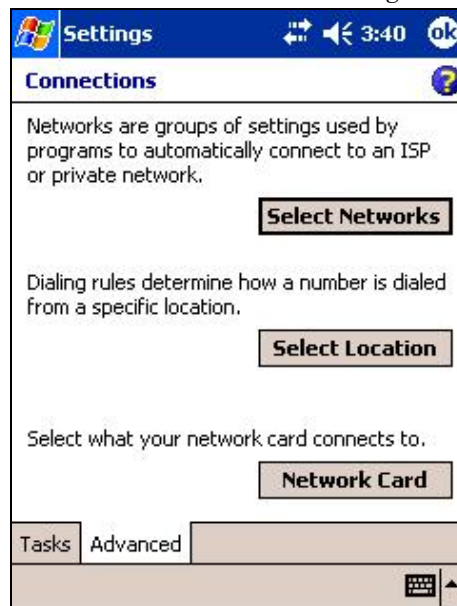 Settings 3:40 ok
Connections ?
Networks are groups of settings used by
programs to automatically connect to an ISP
or private network.
Select Networks
Dialing rules determine how a number is dialed
from a specific location.
Select Location
Select what your network card connects to.
Network Card
Tasks Advanced